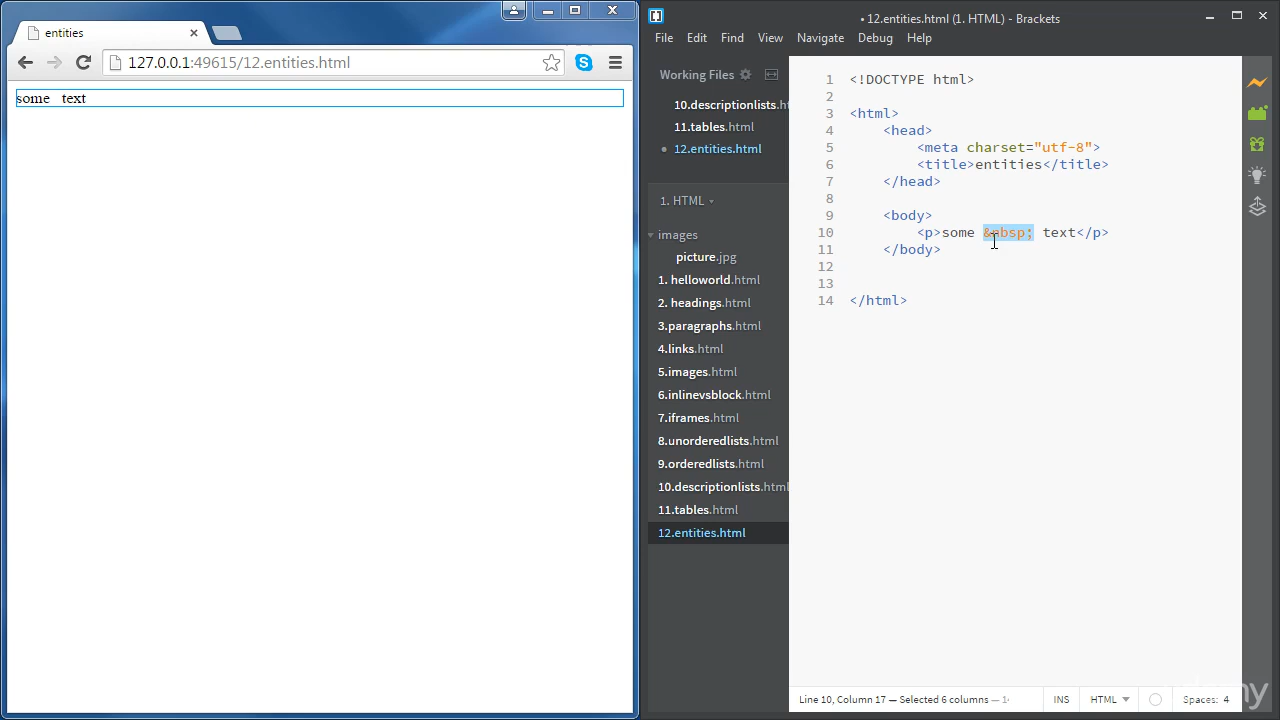 entities
127.0.0.1:49615/12.entities.html
some   text
• 12.entities.html (1. HTML) - Brackets
File Edit Find View Navigate Debug Help
Working Files
10.descriptionlists.h
11.tables.html
• 12.entities.html
1. HTML
images
picture.jpg
1. helloworld.html
2. headings.html
3.paragraphs.html
4.links.html
5.images.html
6.inlinevsblock.html
7.iframes.html
8.unorderedlists.html
9.orderedlists.html
10.descriptionlists.html
11.tables.html
12.entities.html
1 <!DOCTYPE html>
2
3 <html>
4 <head>
5 <meta charset="utf-8">
6 <title>entities</title>
7 </head>
8
9 <body>
10 <p>some &nbsp; text</p>
11 </body>
12
13
14 </html>
Line 10, Column 17 — Selected 6 columns — 1
INS
HTML
Spaces: 4